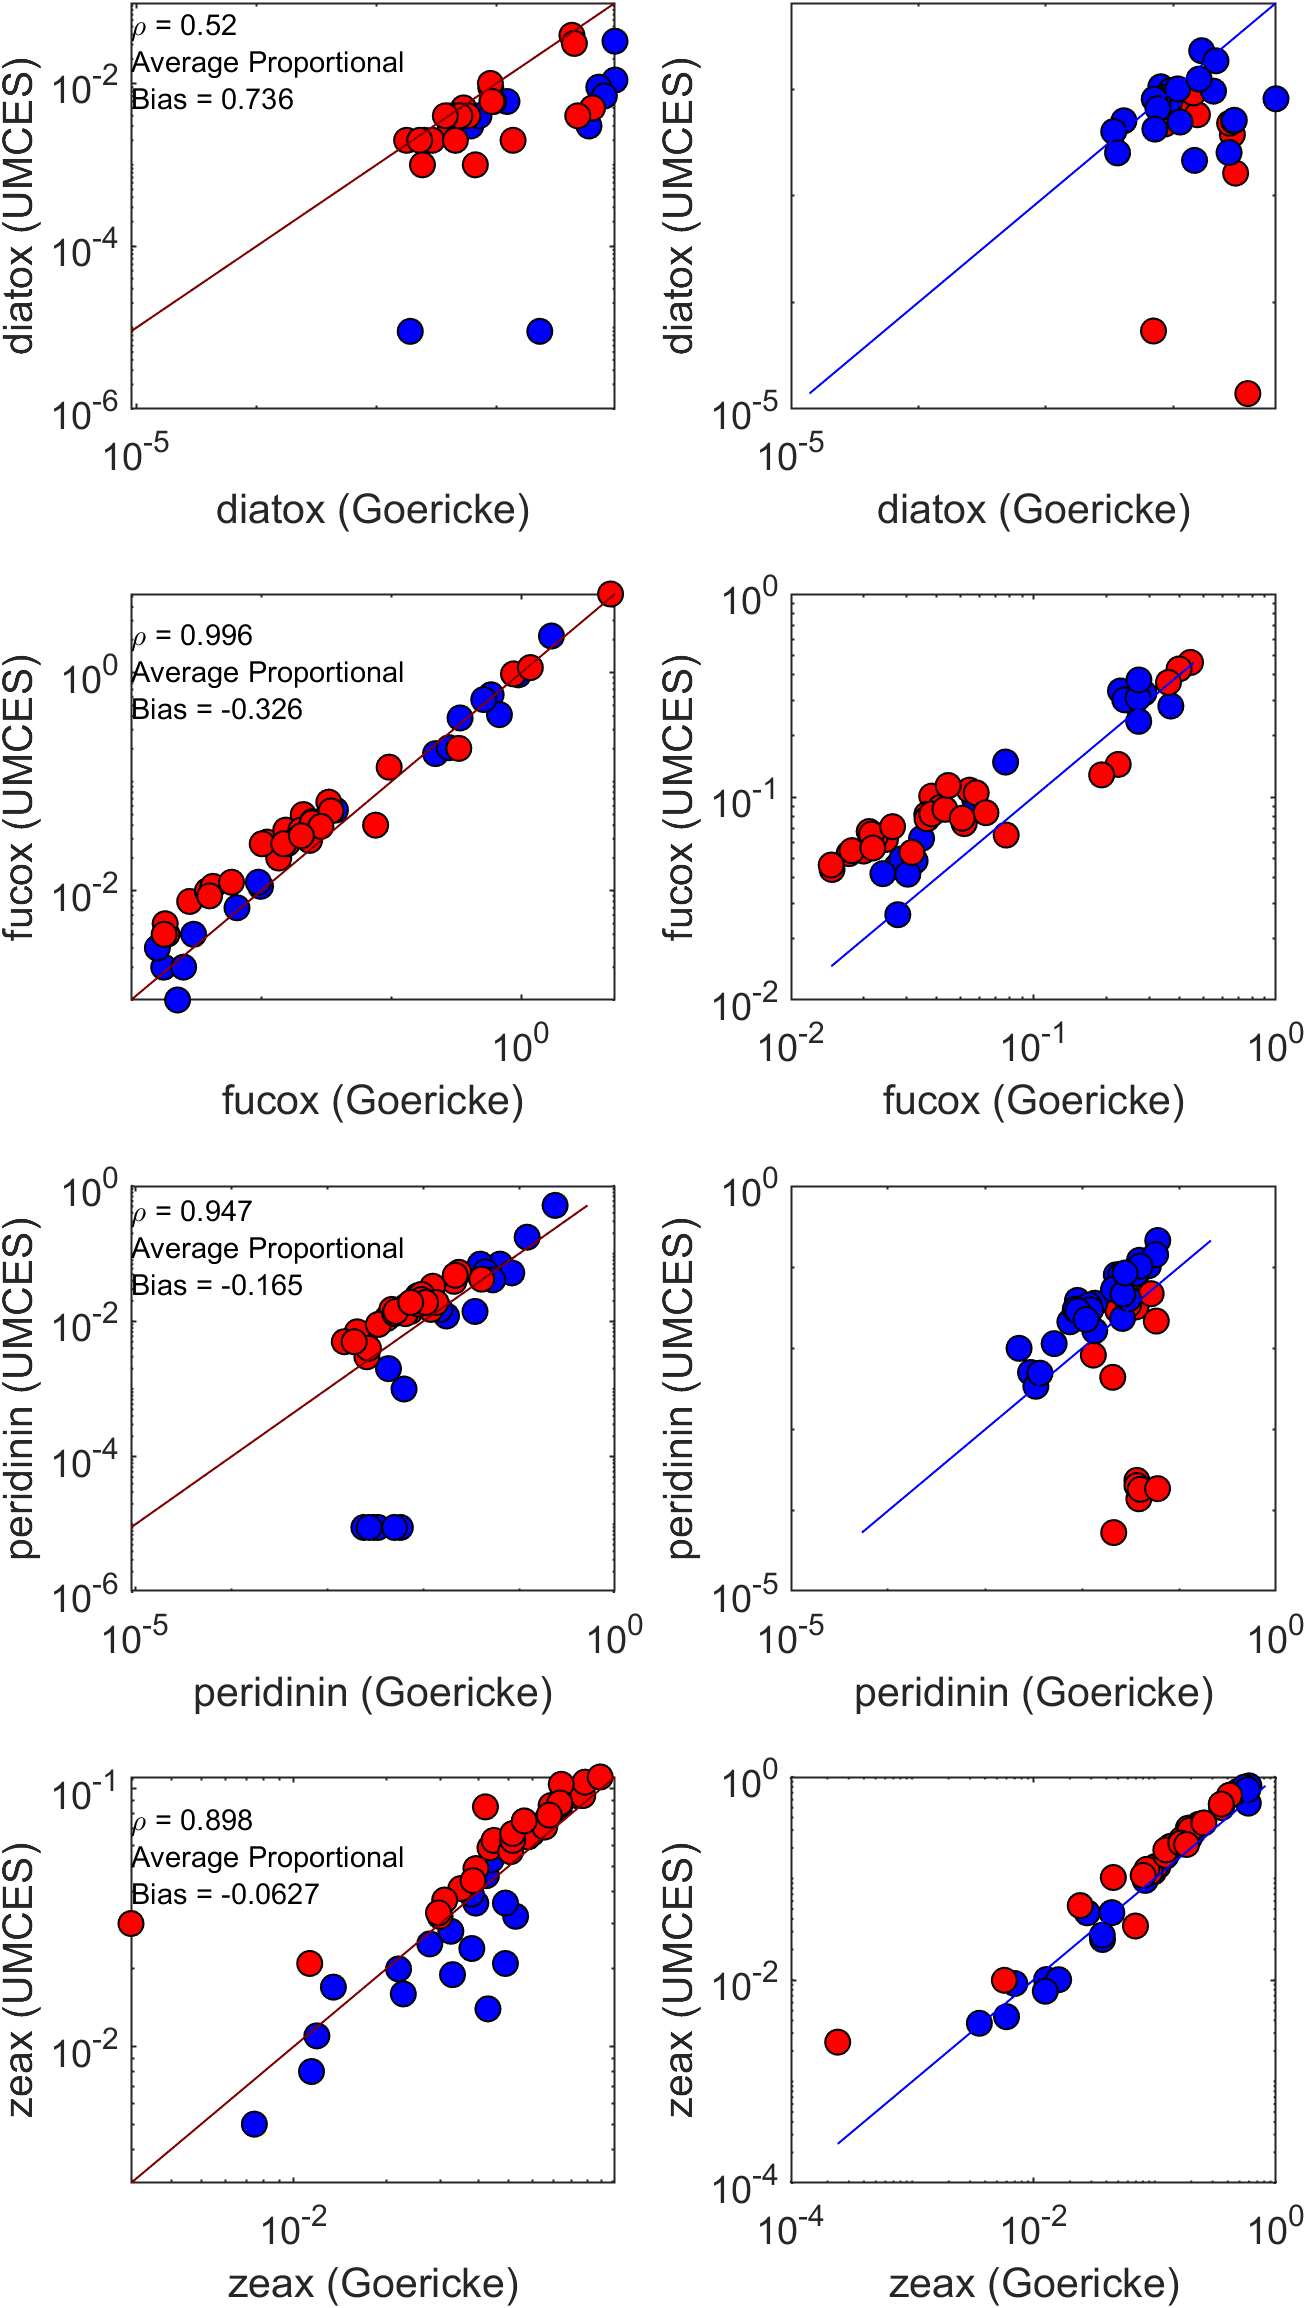 ρ = 0.52
Average Proportional
Bias = 0.736
diatox (UMCES)
10^-2
10^-4
10^-6
10^-5
diatox (Goericke)
diatox (UMCES)
10^-5
10^-5
diatox (Goericke)
ρ = 0.996
Average Proportional
Bias = -0.326
fucox (UMCES)
10^0
10^-2
10^0
fucox (Goericke)
fucox (UMCES)
10^0
10^-1
10^-2
10^-2
10^-1
10^0
fucox (Goericke)
ρ = 0.947
Average Proportional
Bias = -0.165
peridinin (UMCES)
10^0
10^-2
10^-4
10^-6
10^-5
10^0
peridinin (Goericke)
peridinin (UMCES)
10^0
10^-5
10^-5
10^0
peridinin (Goericke)
ρ = 0.898
Average Proportional
Bias = -0.0627
zeax (UMCES)
10^-1
10^-2
10^-2
zeax (Goericke)
zeax (UMCES)
10^0
10^-2
10^-4
10^-4
10^-2
10^0
zeax (Goericke)